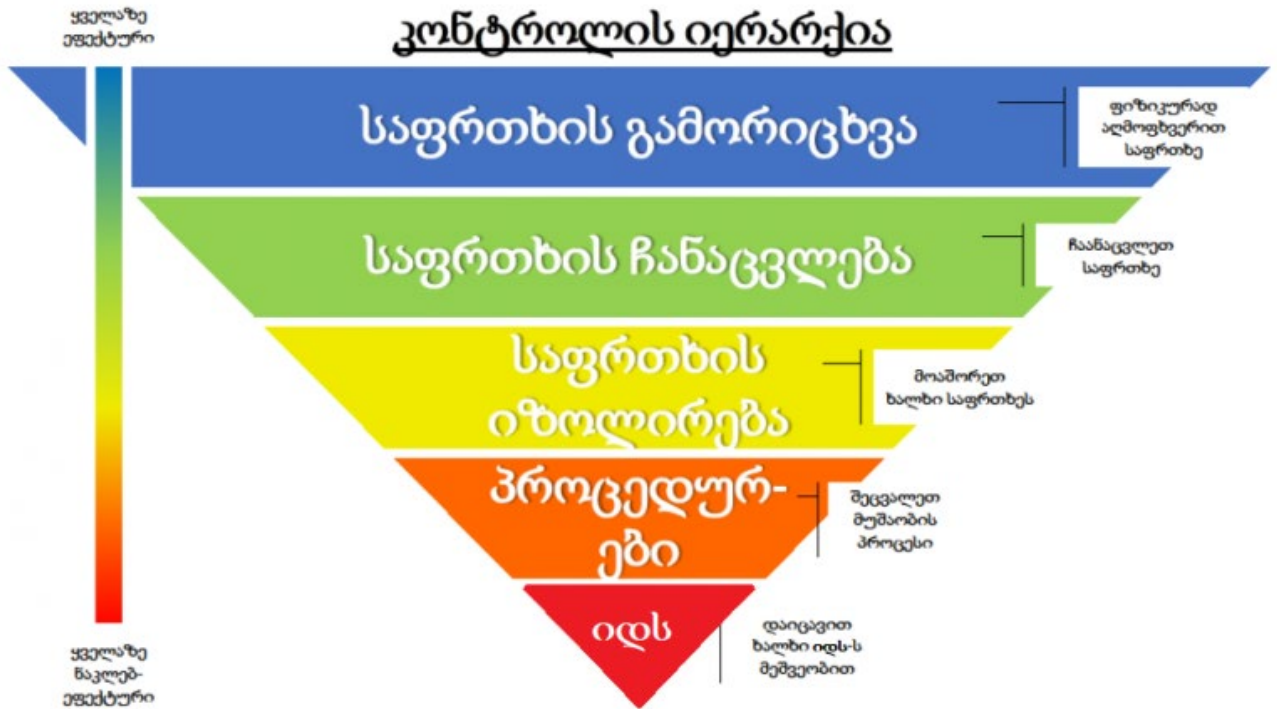 ყველაზე
ეფექტური
კონტროლის იერარქია
საფრთხის გამორიცხვა
ფიზიკურად
აღმოფხვერით
საფრთხე
საფრთხის ჩანაცვლება
ჩაანაცვლეთ
საფრთხე
საფრთხის
იზოლირება
მოაშორეთ
ხალხი საფრთხეს
პროცედურ-
ები
შეცვალეთ
მუშაობის
პროცესი
იდს
დაიცავით
ხალხი იდს-ს
მეშვეობით
ყველაზე
ნაკლებ-
ეფექტური